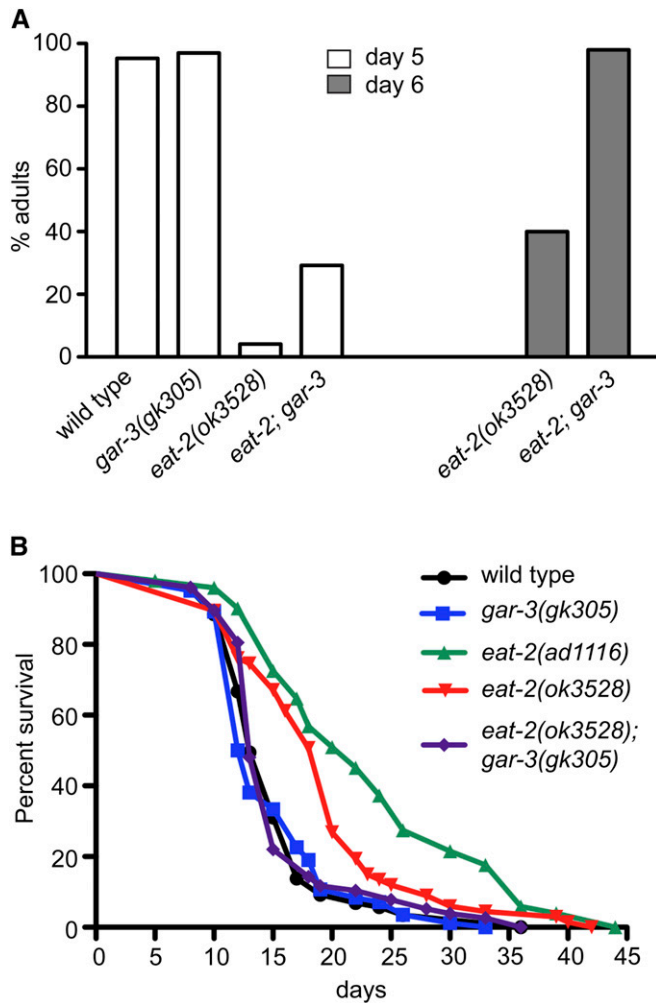 A
100
80
60
40
20
0
% adults
day 5
day 6
wild type
gar-3(gk305)
eat-2(ok3528)
eat-2; gar-3
eat-2(ok3528)
eat-2; gar-3
B
100
80
60
40
20
0
Percent survival
0 5 10 15 20 25 30 35 40 45
days
wild type
gar-3(gk305)
eat-2(ad1116)
eat-2(ok3528)
eat-2(ok3528);
gar-3(gk305)